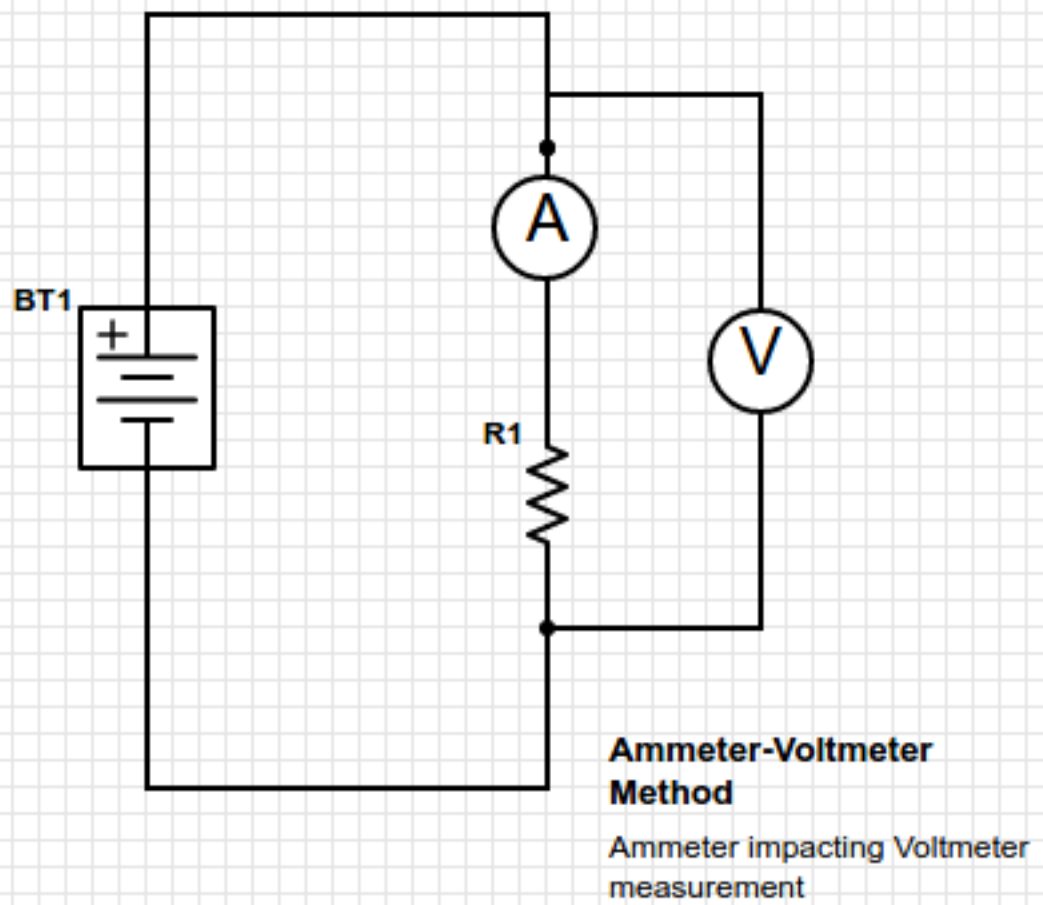 A
BT1
+
V
R1
Ammeter-Voltmeter
Method
Ammeter impacting Voltmeter
measurement